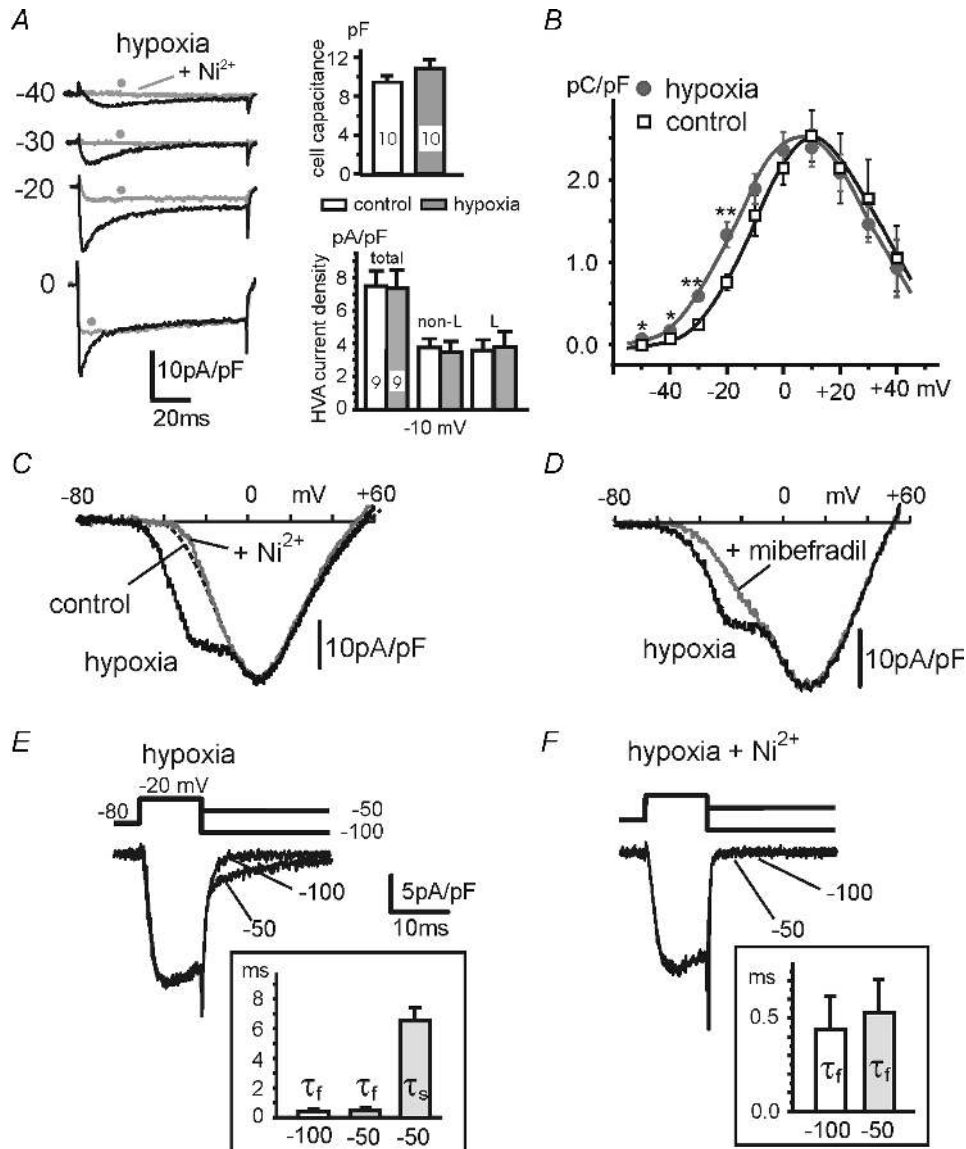 A
hypoxia
+ Ni2+
-40
-30
-20
0
10pA/pF
20ms
pF
12
8
4
0
cell capacitance
10
10
control
hypoxia
pA/pF
total
non-L
L
8
6
4
2
0
HVA current density
9
9
-10 mV
B
pC/pF
hypoxia
control
2.0
1.0
0.0
*
*
**
**
-40
-20
0
+20
+40 mV
C
-80
0
mV
+60
+ Ni2+
control
hypoxia
10pA/pF
D
-80
0
mV
+60
+ mibefradil
hypoxia
10pA/pF
E
hypoxia
-20 mV
-80
-50
-100
-100
-50
5pA/pF
10ms
ms
8
6
4
2
0
τf
τf
τs
-100
-50
-50
F
hypoxia + Ni2+
-100
-50
ms
0.5
0.0
τf
τf
-100
-50